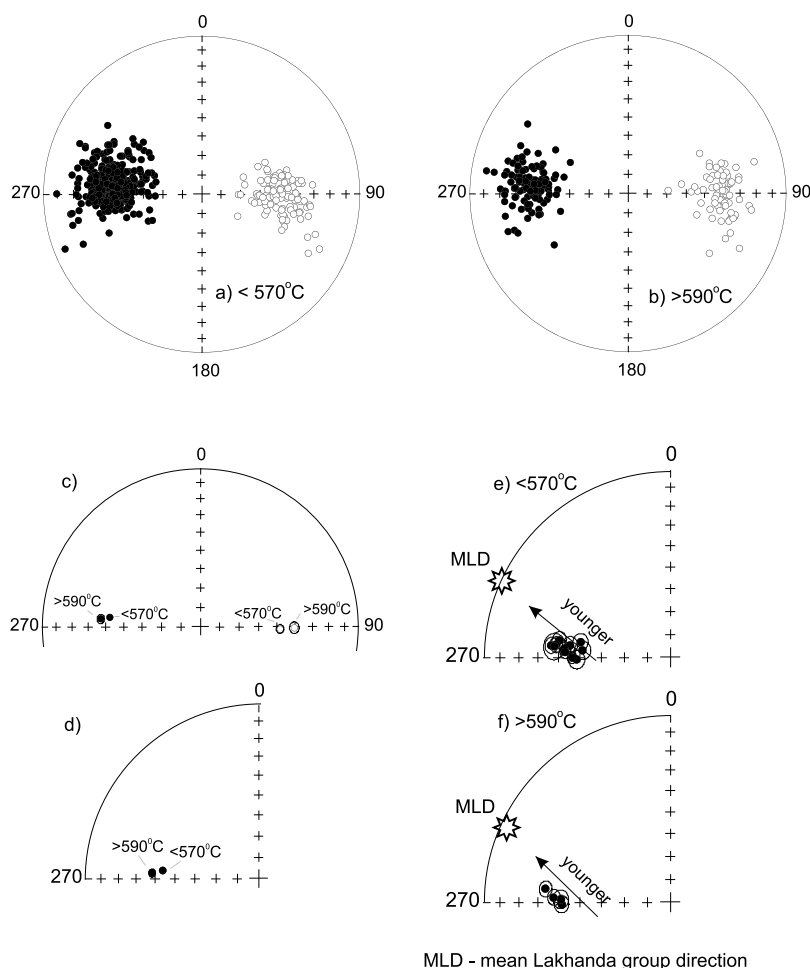 0
0
270
90
270
90
a) < 570°C
b) >590°C
180
180
0
c)
>590°C
<570°C
<570°C
>590°C
270
90
0
e) <570°C
MLD
younger
270
0
d)
>590°C
<570°C
270
0
f) >590°C
MLD
younger
270
MLD - mean Lakhanda group direction